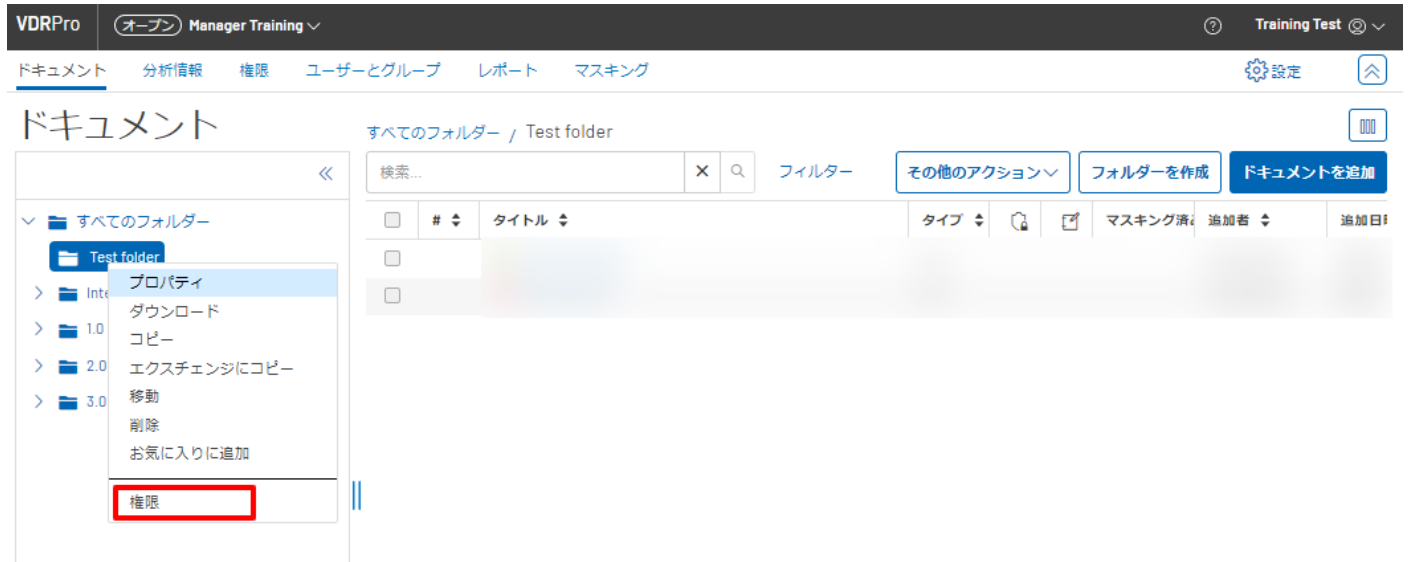 VDRPro オープン Manager Training Training Test
ドキュメント 分析情報 権限 ユーザーとグループ レポート マスキング 設定
ドキュメント
すべてのフォルダー / Test folder
検索... フィルター その他のアクション フォルダーを作成 ドキュメントを追加
# タイトル タイプ マスキング済 追加者 追加日
すべてのフォルダー
Test folder
プロパティ
Inte
ダウンロード
1.0
コピー
2.0
エクスチェンジにコピー
移動
3.0
削除
お気に入りに追加
権限